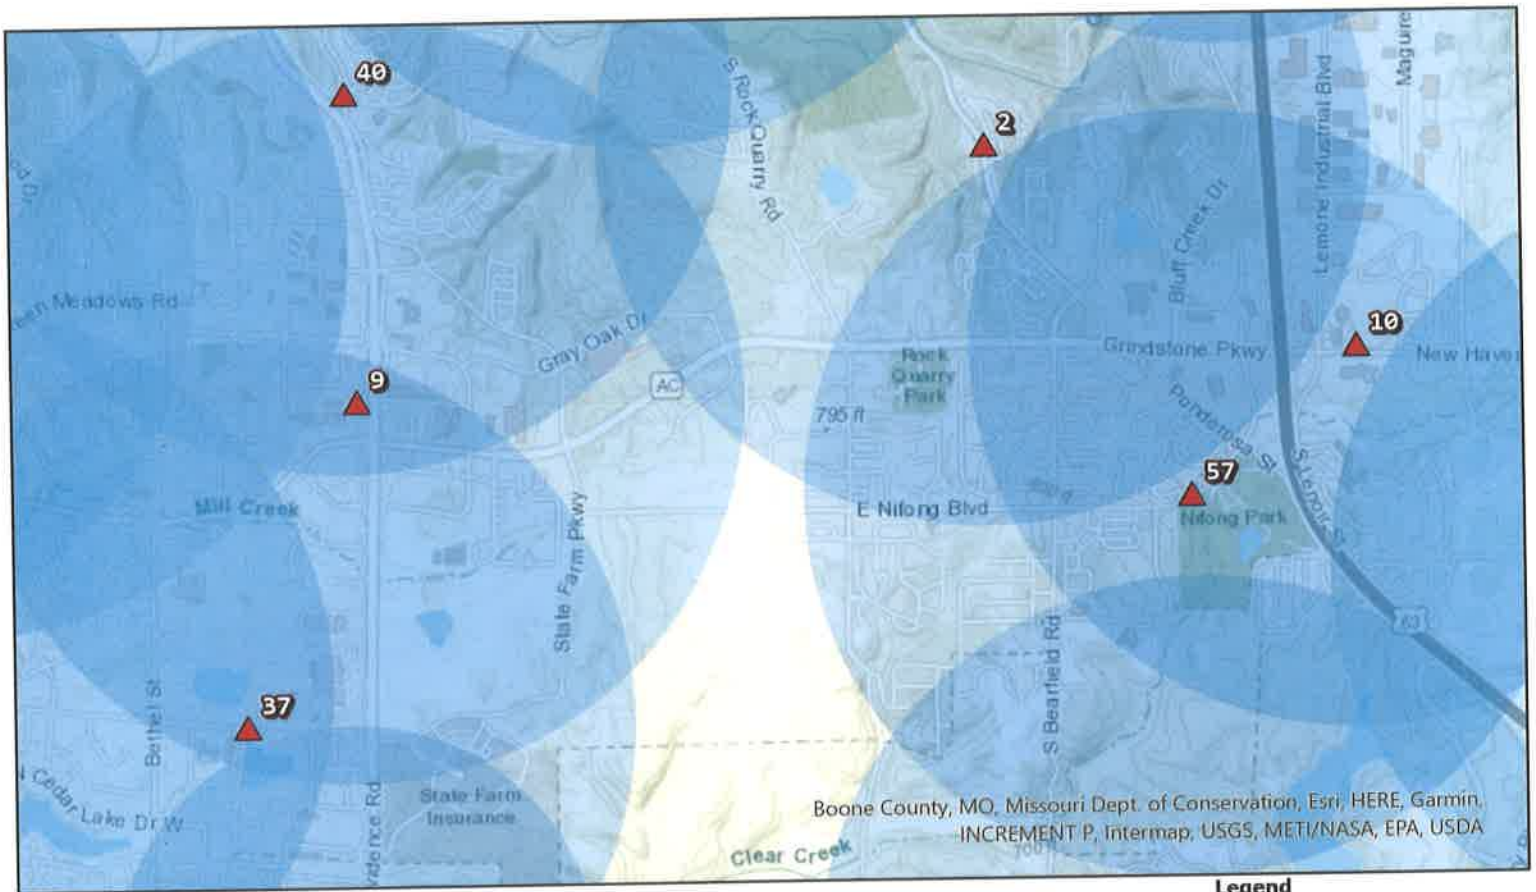 Maguire
40
S Rock Quarry Rd
2
Lemone Industrial Blvd
Bluff Creek Dr
een Meadows Rd
Gray Oak Dr
10
Grindstone Pkwy
New Haven
Rock
Quarry
Park
AC
9
795 ft
Ponderosa St
57
S Lenoir St
Mill Creek
E Nifong Blvd
Nifong Park
State Farm Pkwy
63
S Bearfield Rd
Bethel St
37
Cedar Lake Dr W
vidence Rd
State Farm
Insurance
Boone County, MO, Missouri Dept. of Conservation, Esri, HERE, Garmin,
INCREMENT P, Intermap, USGS, METI/NASA, EPA, USDA
Clear Creek
Legend